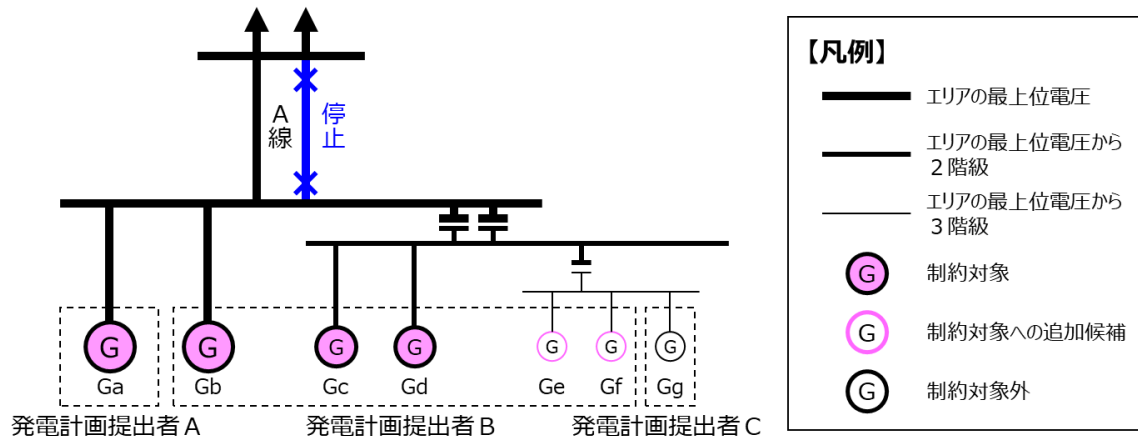 A
線
停
止
G
G
G
G
G
G
G
Ga
Gb
Gc
Gd
Ge
Gf
Gg
発電計画提出者A
発電計画提出者B
発電計画提出者C
【凡例】
エリアの最上位電圧
エリアの最上位電圧から
2階級
エリアの最上位電圧から
3階級
G
制約対象
G
制約対象への追加候補
G
制約対象外